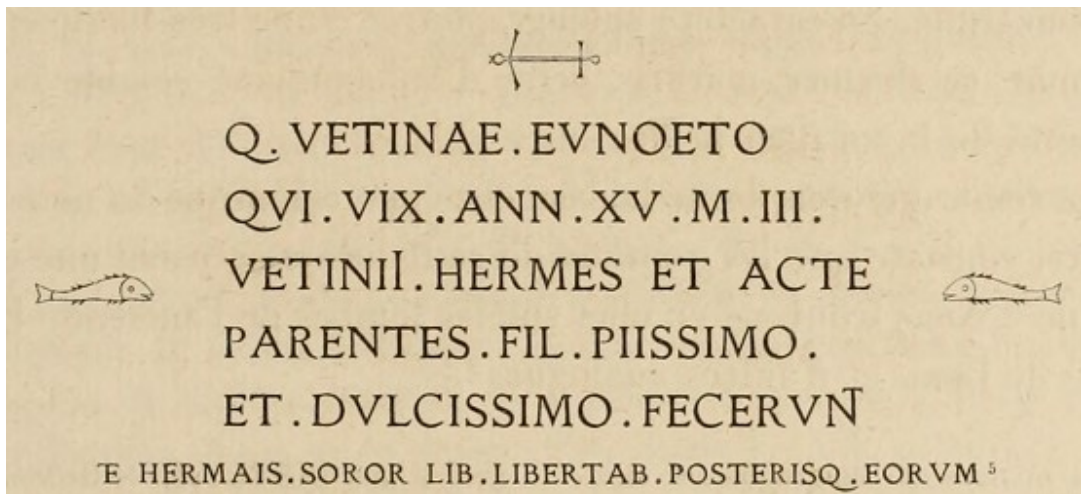 Q. VETINAE. EVNOETO
QVI. VIX. ANN. XV. M. III.
VETINII. HERMES ET ACTE
PARENTES. FIL. PIISSIMO.
ET. DVLCISSIMO. FECERVNT
E HERMAIS. SOROR LIB. LIBERTAB. POSTERISQ. EORVM 5